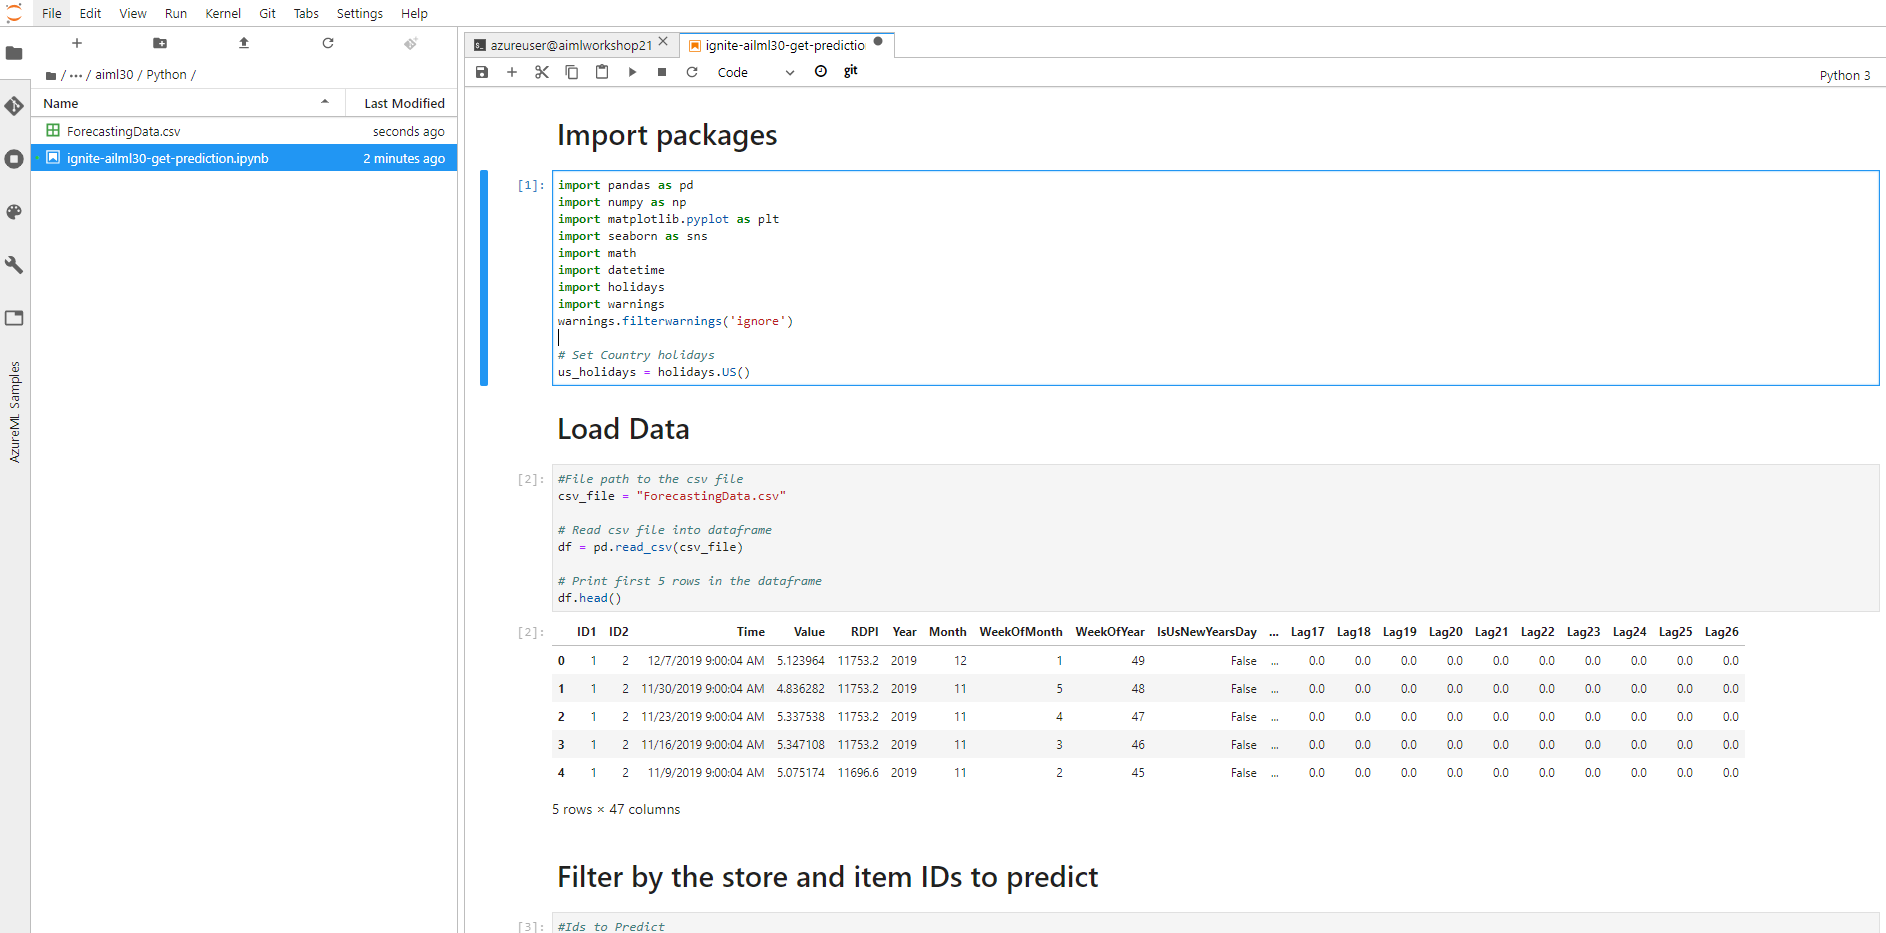 File Edit View Run Kernel Git Tabs Settings Help
/ ··· / aiml30 / Python /
Name Last Modified
ForecastingData.csv seconds ago
ignite-ailml30-get-prediction.ipynb 2 minutes ago
AzureML Samples
azureuser@aimlworkshop21 ignite-ailml30-get-predictio
Code git Python 3
Import packages
[1]: import pandas as pd
import numpy as np
import matplotlib.pyplot as plt
import seaborn as sns
import math
import datetime
import holidays
import warnings
warnings.filterwarnings('ignore')
# Set Country holidays
us_holidays = holidays.US()
Load Data
[2]: #File path to the csv file
csv_file = "ForecastingData.csv"
# Read csv file into dataframe
df = pd.read_csv(csv_file)
# Print first 5 rows in the dataframe
df.head()
[2]: ID1 ID2 Time Value RDPI Year Month WeekOfMonth WeekOfYear IsUsNewYearsDay ... Lag17 Lag18 Lag19 Lag20 Lag21 Lag22 Lag23 Lag24 Lag25 Lag26
0 1 2 12/7/2019 9:00:04 AM 5.123964 11753.2 2019 12 1 49 False ... 0.0 0.0 0.0 0.0 0.0 0.0 0.0 0.0 0.0 0.0
1 1 2 11/30/2019 9:00:04 AM 4.836282 11753.2 2019 11 5 48 False ... 0.0 0.0 0.0 0.0 0.0 0.0 0.0 0.0 0.0 0.0
2 1 2 11/23/2019 9:00:04 AM 5.337538 11753.2 2019 11 4 47 False ... 0.0 0.0 0.0 0.0 0.0 0.0 0.0 0.0 0.0 0.0
3 1 2 11/16/2019 9:00:04 AM 5.347108 11753.2 2019 11 3 46 False ... 0.0 0.0 0.0 0.0 0.0 0.0 0.0 0.0 0.0 0.0
4 1 2 11/9/2019 9:00:04 AM 5.075174 11696.6 2019 11 2 45 False ... 0.0 0.0 0.0 0.0 0.0 0.0 0.0 0.0 0.0 0.0
5 rows × 47 columns
Filter by the store and item IDs to predict
[3]: #Ids to Predict